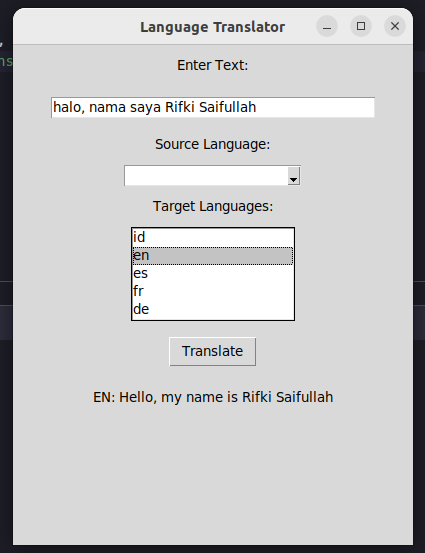 Language Translator
Enter Text:
halo, nama saya Rifki Saifullah
Source Language:
Target Languages:
id
en
es
fr
de
Translate
EN: Hello, my name is Rifki Saifullah